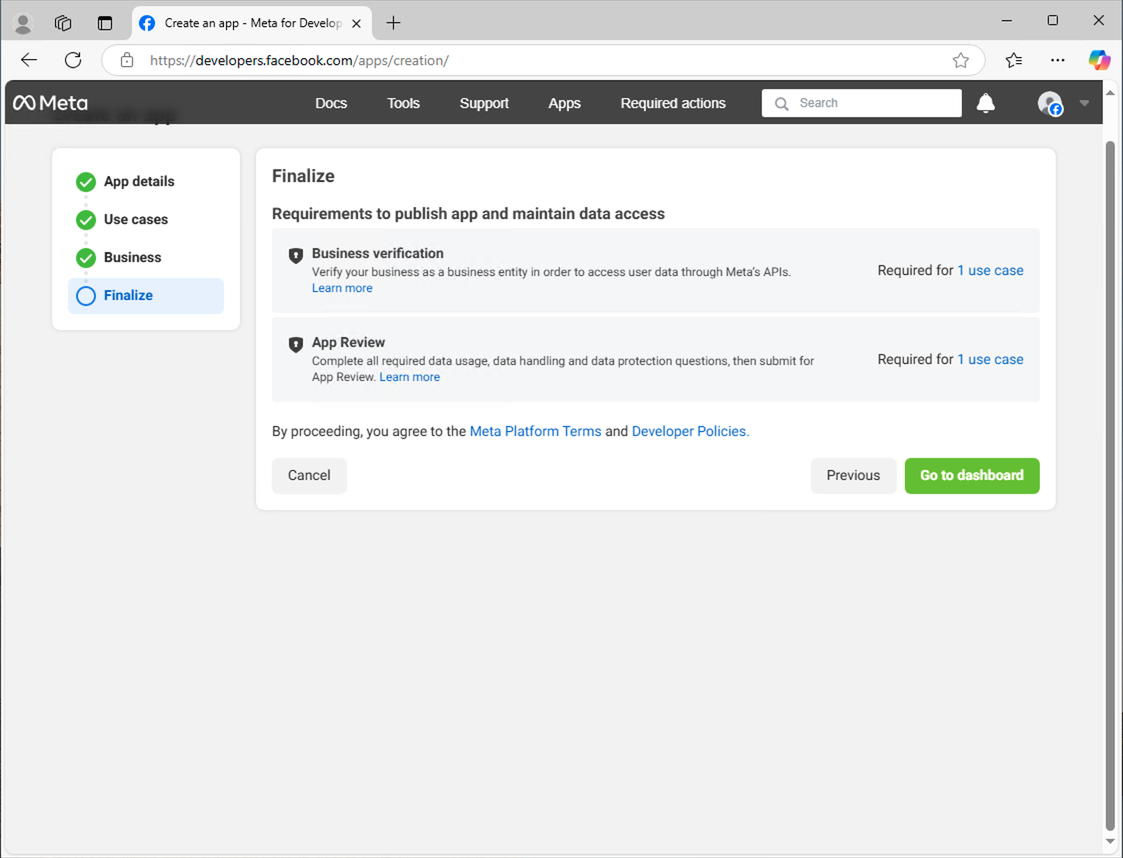 Create an app - Meta for Develop
https://developers.facebook.com/apps/creation/
Meta
Docs
Tools
Support
Apps
Required actions
Search
Create an app
App details
Use cases
Business
Finalize
Finalize
Requirements to publish app and maintain data access
Business verification
Verify your business as a business entity in order to access user data through Meta's APIs.
Learn more
Required for 1 use case
App Review
Complete all required data usage, data handling and data protection questions, then submit for
App Review. Learn more
Required for 1 use case
By proceeding, you agree to the Meta Platform Terms and Developer Policies.
Cancel
Previous
Go to dashboard